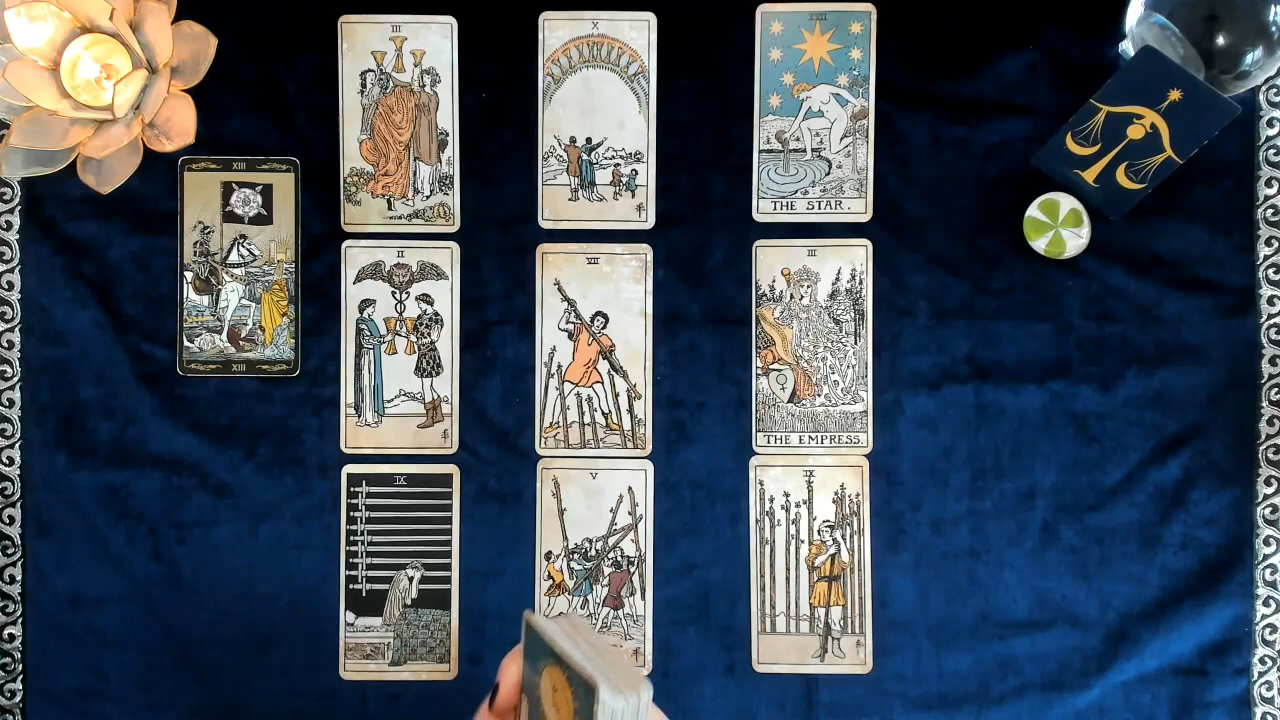 III
X
XVII
THE STAR.
XIII
XIII
II
VII
III
THE EMPRESS.
IX
V
IX